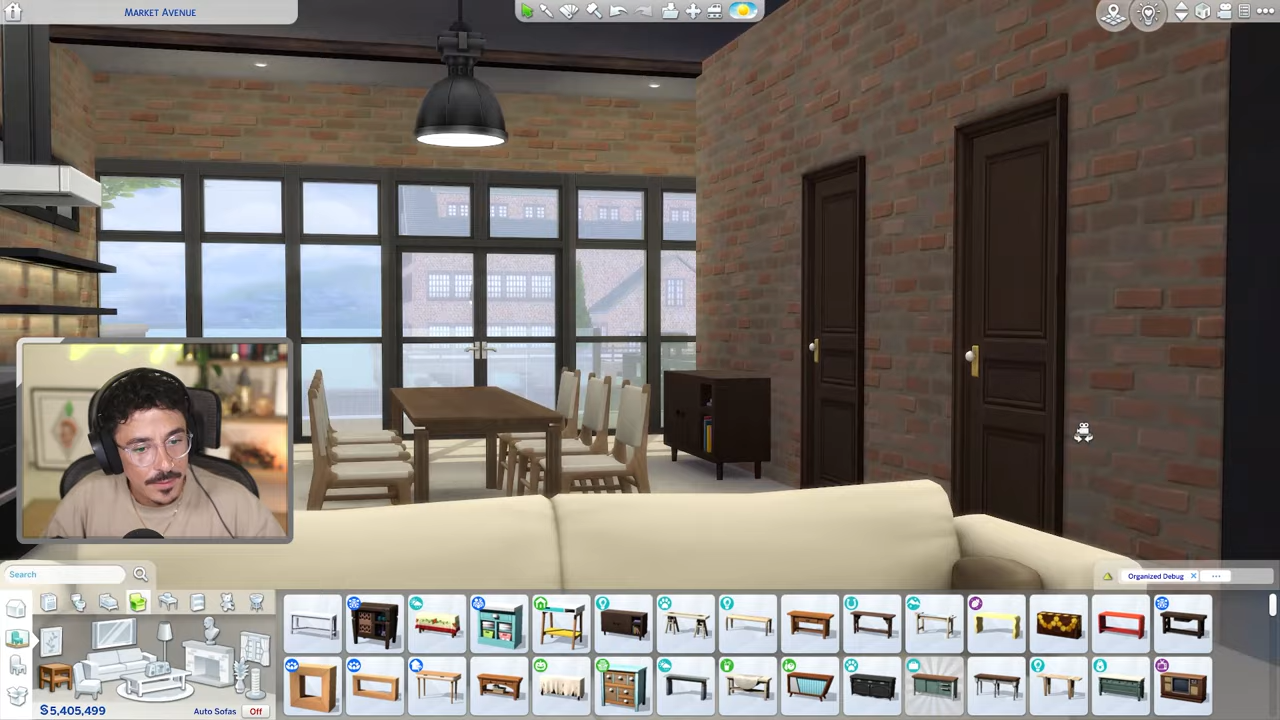 MARKET AVENUE
Search
Organized Debug
§5,405,499
Auto Sofas
Off